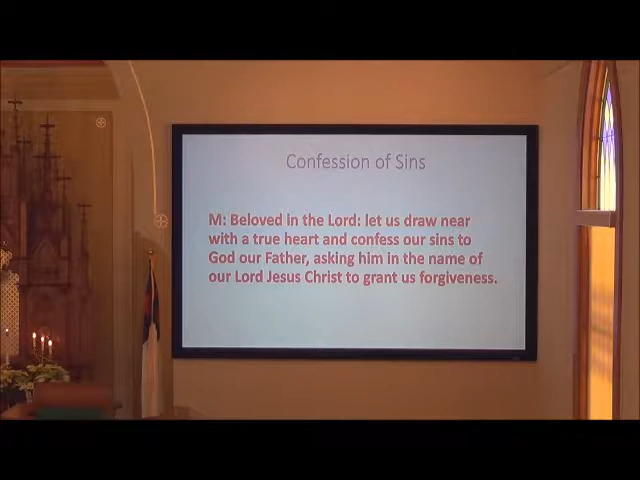 Confession of Sins
M: Beloved in the Lord: let us draw near
with a true heart and confess our sins to
God our Father, asking him in the name of
our Lord Jesus Christ to grant us forgiveness.